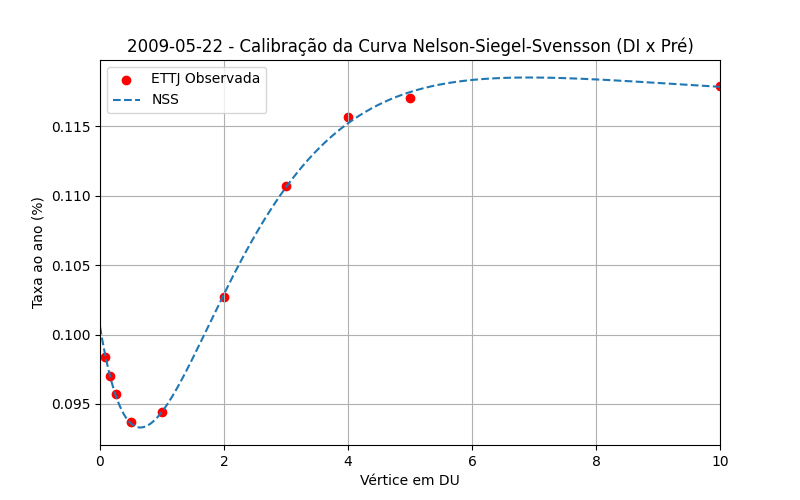 2009-05-22 - Calibração da Curva Nelson-Siegel-Svensson (DI x Pré)
ETTJ Observada
NSS
Taxa ao ano (%)
0.115
0.110
0.105
0.100
0.095
0
2
4
6
8
10
Vértice em DU